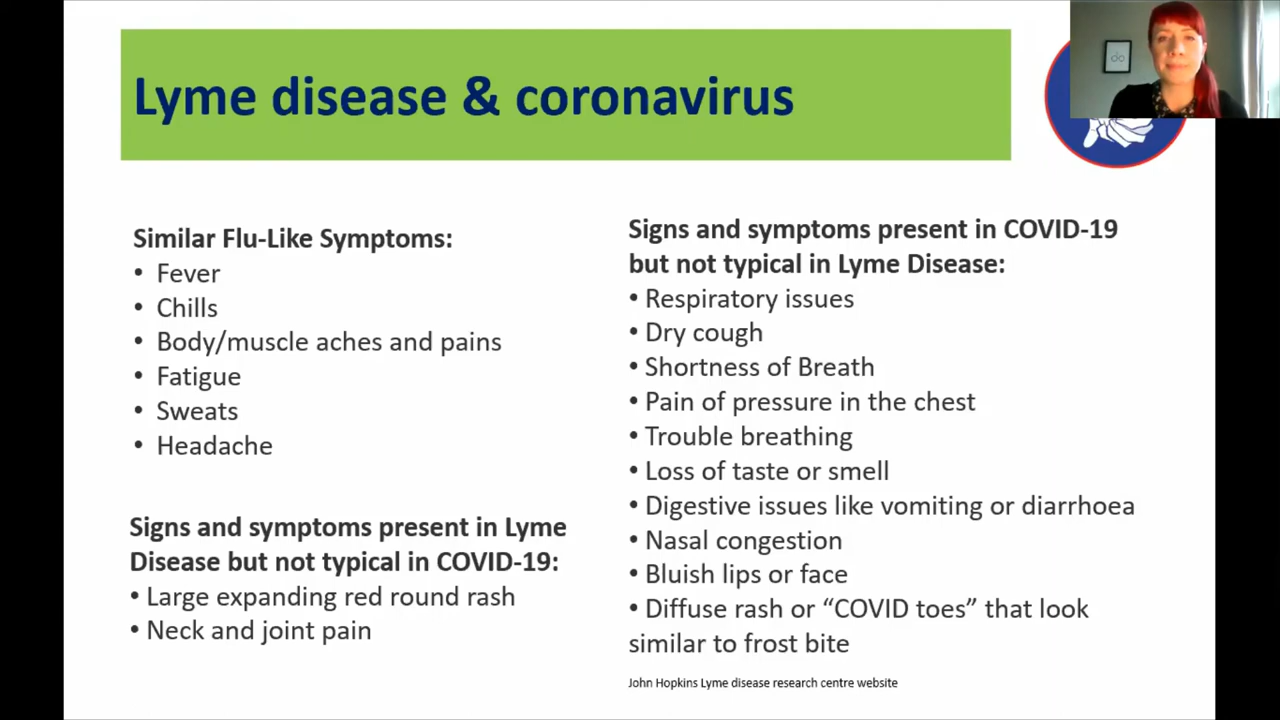 Lyme disease & coronavirus
Similar Flu-Like Symptoms:
• Fever
• Chills
• Body/muscle aches and pains
• Fatigue
• Sweats
• Headache
Signs and symptoms present in Lyme
Disease but not typical in COVID-19:
• Large expanding red round rash
• Neck and joint pain
Signs and symptoms present in COVID-19
but not typical in Lyme Disease:
• Respiratory issues
• Dry cough
• Shortness of Breath
• Pain of pressure in the chest
• Trouble breathing
• Loss of taste or smell
• Digestive issues like vomiting or diarrhoea
• Nasal congestion
• Bluish lips or face
• Diffuse rash or “COVID toes” that look
similar to frost bite
John Hopkins Lyme disease research centre website